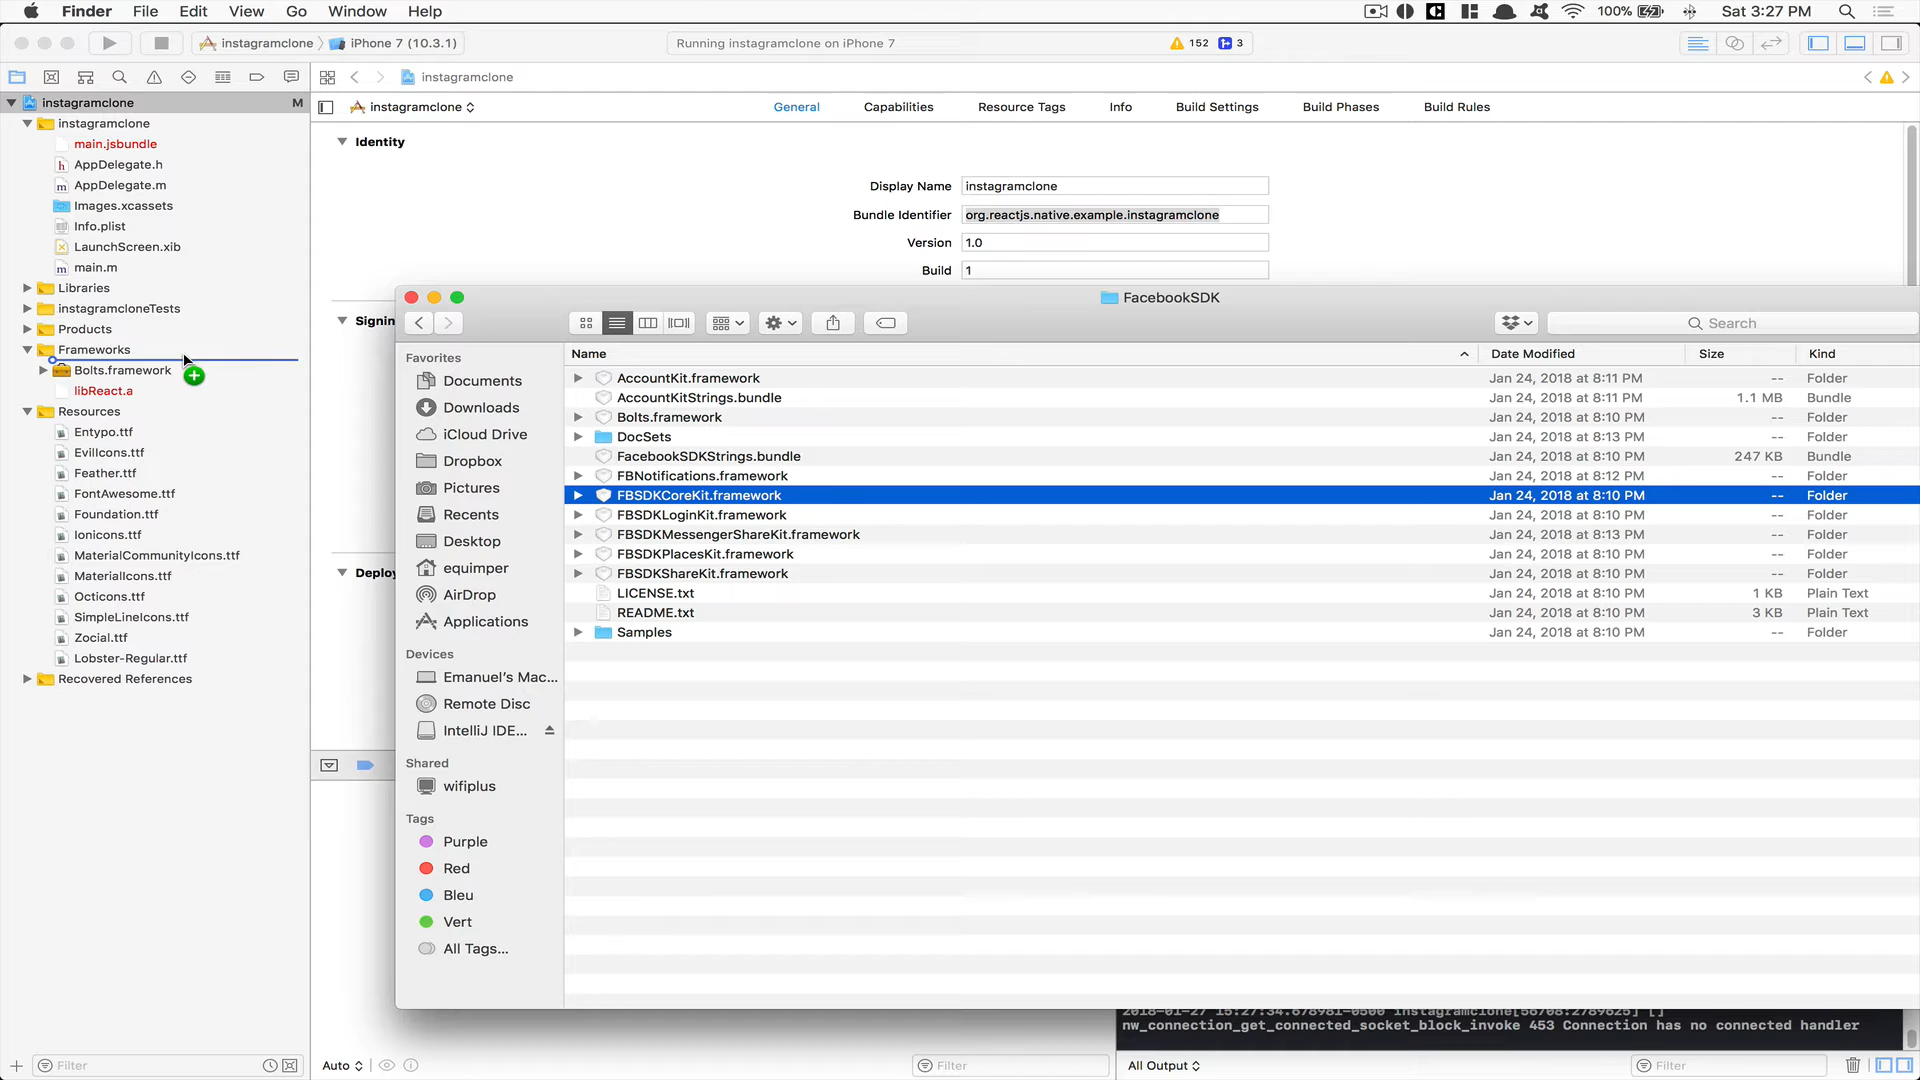 Finder File Edit View Go Window Help 100% Sat 3:27 PM
instagramclone iPhone 7 (10.3.1) Running instagramclone on iPhone 7 152 3
instagramclone
instagramclone M
instagramclone General Capabilities Resource Tags Info Build Settings Build Phases Build Rules
instagramclone
main.jsbundle
AppDelegate.h
AppDelegate.m
Images.xcassets
Info.plist
LaunchScreen.xib
main.m
Libraries
instagramcloneTests
Products
Frameworks
Bolts.framework
libReact.a
Resources
Entypo.ttf
EvilIcons.ttf
Feather.ttf
FontAwesome.ttf
Foundation.ttf
Ionicons.ttf
MaterialCommunityIcons.ttf
MaterialIcons.ttf
Octicons.ttf
SimpleLineIcons.ttf
Zocial.ttf
Lobster-Regular.ttf
Recovered References
Filter
Identity
Display Name instagramclone
Bundle Identifier org.reactjs.native.example.instagramclone
Version 1.0
Build 1
Signin
Deploy
FacebookSDK
Search
Favorites
Documents
Downloads
iCloud Drive
Dropbox
Pictures
Recents
Desktop
equimper
AirDrop
Applications
Devices
Emanuel's Mac...
Remote Disc
IntelliJ IDE...
Shared
wifiplus
Tags
Purple
Red
Bleu
Vert
All Tags...
Name Date Modified Size Kind
AccountKit.framework Jan 24, 2018 at 8:11 PM -- Folder
AccountKitStrings.bundle Jan 24, 2018 at 8:11 PM 1.1 MB Bundle
Bolts.framework Jan 24, 2018 at 8:10 PM -- Folder
DocSets Jan 24, 2018 at 8:13 PM -- Folder
FacebookSDKStrings.bundle Jan 24, 2018 at 8:10 PM 247 KB Bundle
FBNotifications.framework Jan 24, 2018 at 8:12 PM -- Folder
FBSDKCoreKit.framework Jan 24, 2018 at 8:10 PM -- Folder
FBSDKLoginKit.framework Jan 24, 2018 at 8:10 PM -- Folder
FBSDKMessengerShareKit.framework Jan 24, 2018 at 8:13 PM -- Folder
FBSDKPlacesKit.framework Jan 24, 2018 at 8:10 PM -- Folder
FBSDKShareKit.framework Jan 24, 2018 at 8:10 PM -- Folder
LICENSE.txt Jan 24, 2018 at 8:10 PM 1 KB Plain Text
README.txt Jan 24, 2018 at 8:10 PM 3 KB Plain Text
Samples Jan 24, 2018 at 8:10 PM -- Folder
2018-01-27 15:27:34.678981-0500 instagramclone[56708:2789625] []
nw_connection_get_connected_socket_block_invoke 453 Connection has no connected handler
Auto Filter All Output Filter